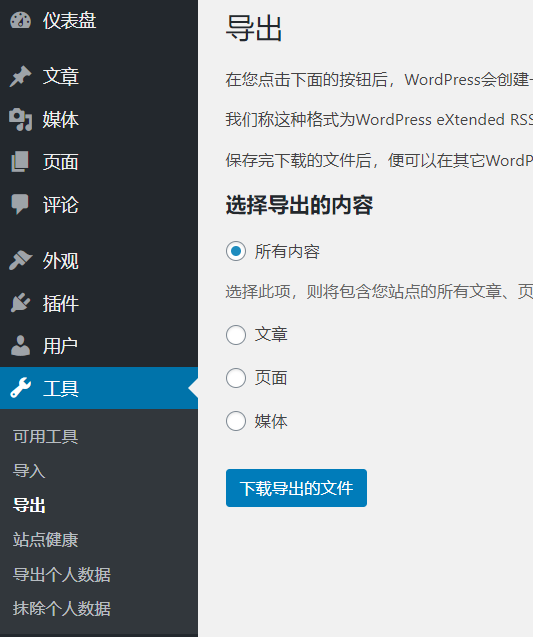 仪表盘
文章
媒体
页面
评论
外观
插件
用户
工具
可用工具
导入
导出
站点健康
导出个人数据
抹除个人数据
导出
在您点击下面的按钮后，WordPress会创建一
我们称这种格式为WordPress eXtended RSS
保存完下载的文件后，便可以在其它WordP
选择导出的内容
所有内容
选择此项，则将包含您站点的所有文章、页
文章
页面
媒体
下载导出的文件